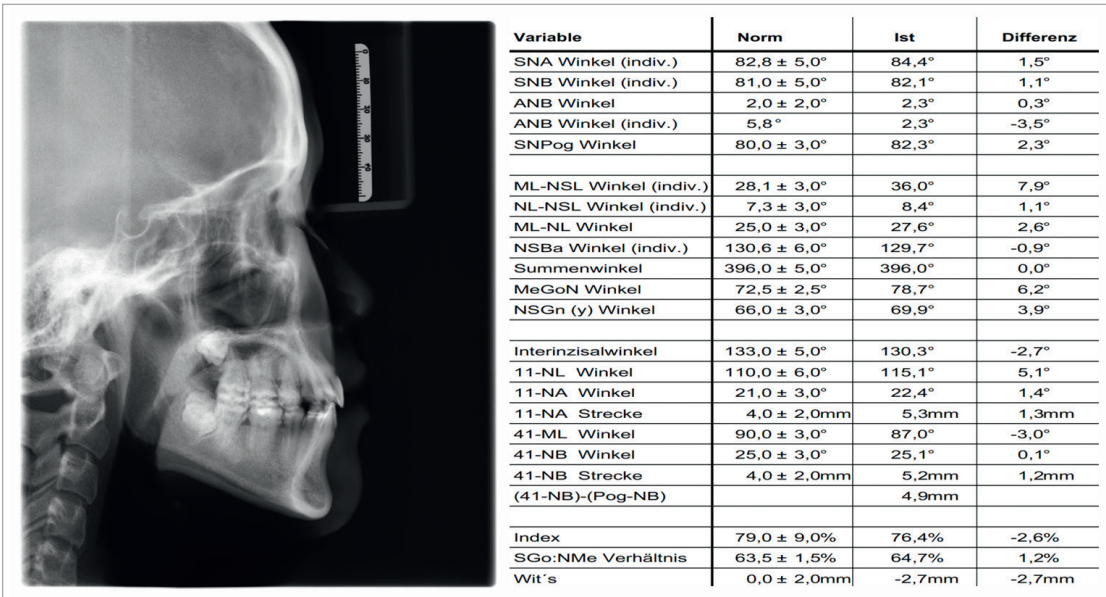 0
10
20
30
40
Variable Norm Ist Differenz
SNA Winkel (indiv.) 82,8 ± 5,0° 84,4° 1,5°
SNB Winkel (indiv.) 81,0 ± 5,0° 82,1° 1,1°
ANB Winkel 2,0 ± 2,0° 2,3° 0,3°
ANB Winkel (indiv.) 5,8° 2,3° -3,5°
SNPog Winkel 80,0 ± 3,0° 82,3° 2,3°
ML-NSL Winkel (indiv.) 28,1 ± 3,0° 36,0° 7,9°
NL-NSL Winkel (indiv.) 7,3 ± 3,0° 8,4° 1,1°
ML-NL Winkel 25,0 ± 3,0° 27,6° 2,6°
NSBa Winkel (indiv.) 130,6 ± 6,0° 129,7° -0,9°
Summenwinkel 396,0 ± 5,0° 396,0° 0,0°
MeGoN Winkel 72,5 ± 2,5° 78,7° 6,2°
NSGn (y) Winkel 66,0 ± 3,0° 69,9° 3,9°
Interinzisalwinkel 133,0 ± 5,0° 130,3° -2,7°
11-NL Winkel 110,0 ± 6,0° 115,1° 5,1°
11-NA Winkel 21,0 ± 3,0° 22,4° 1,4°
11-NA Strecke 4,0 ± 2,0mm 5,3mm 1,3mm
41-ML Winkel 90,0 ± 3,0° 87,0° -3,0°
41-NB Winkel 25,0 ± 3,0° 25,1° 0,1°
41-NB Strecke 4,0 ± 2,0mm 5,2mm 1,2mm
(41-NB)-(Pog-NB) 4,9mm
Index 79,0 ± 9,0% 76,4% -2,6%
SGo:NMe Verhältnis 63,5 ± 1,5% 64,7% 1,2%
Wit´s 0,0 ± 2,0mm -2,7mm -2,7mm